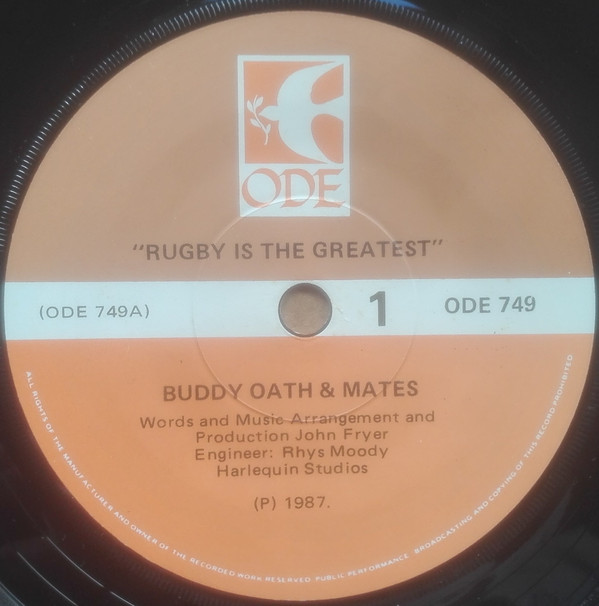 ODE
"RUGBY IS THE GREATEST"
(ODE 749A)
1
ODE 749
BUDDY OATH & MATES
Words and Music Arrangement and
Production John Fryer
Engineer: Rhys Moody
Harlequin Studios
(P) 1987.
ALL RIGHTS OF THE MANUFACTURER AND OWNER OF THE RECORDED WORK RESERVED. PUBLIC PERFORMANCE. BROADCASTING AND COPYING OF THIS RECORD PROHIBITED